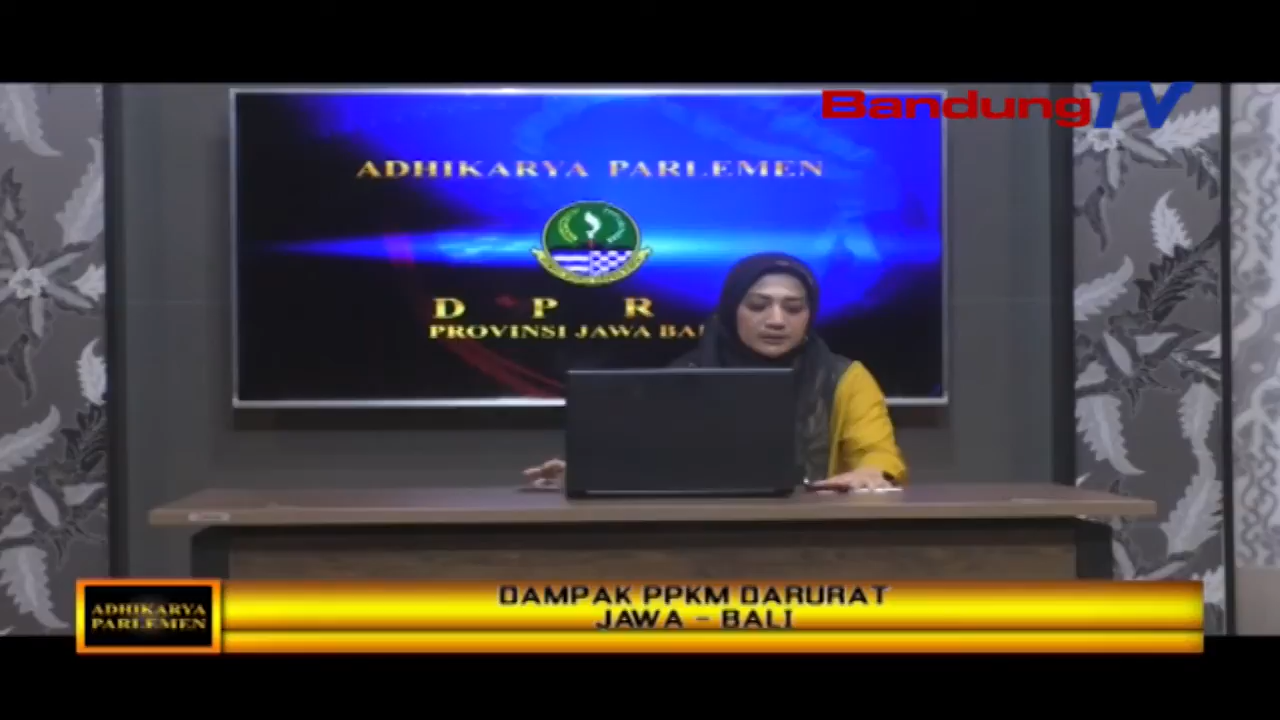 BandungTV
ADHIKARYA PARLEMEN
D P R
PROVINSI JAWA BA
DAMPAK PPKM DARURAT
JAWA - BALI
ADHIKARYA
PARLEMEN